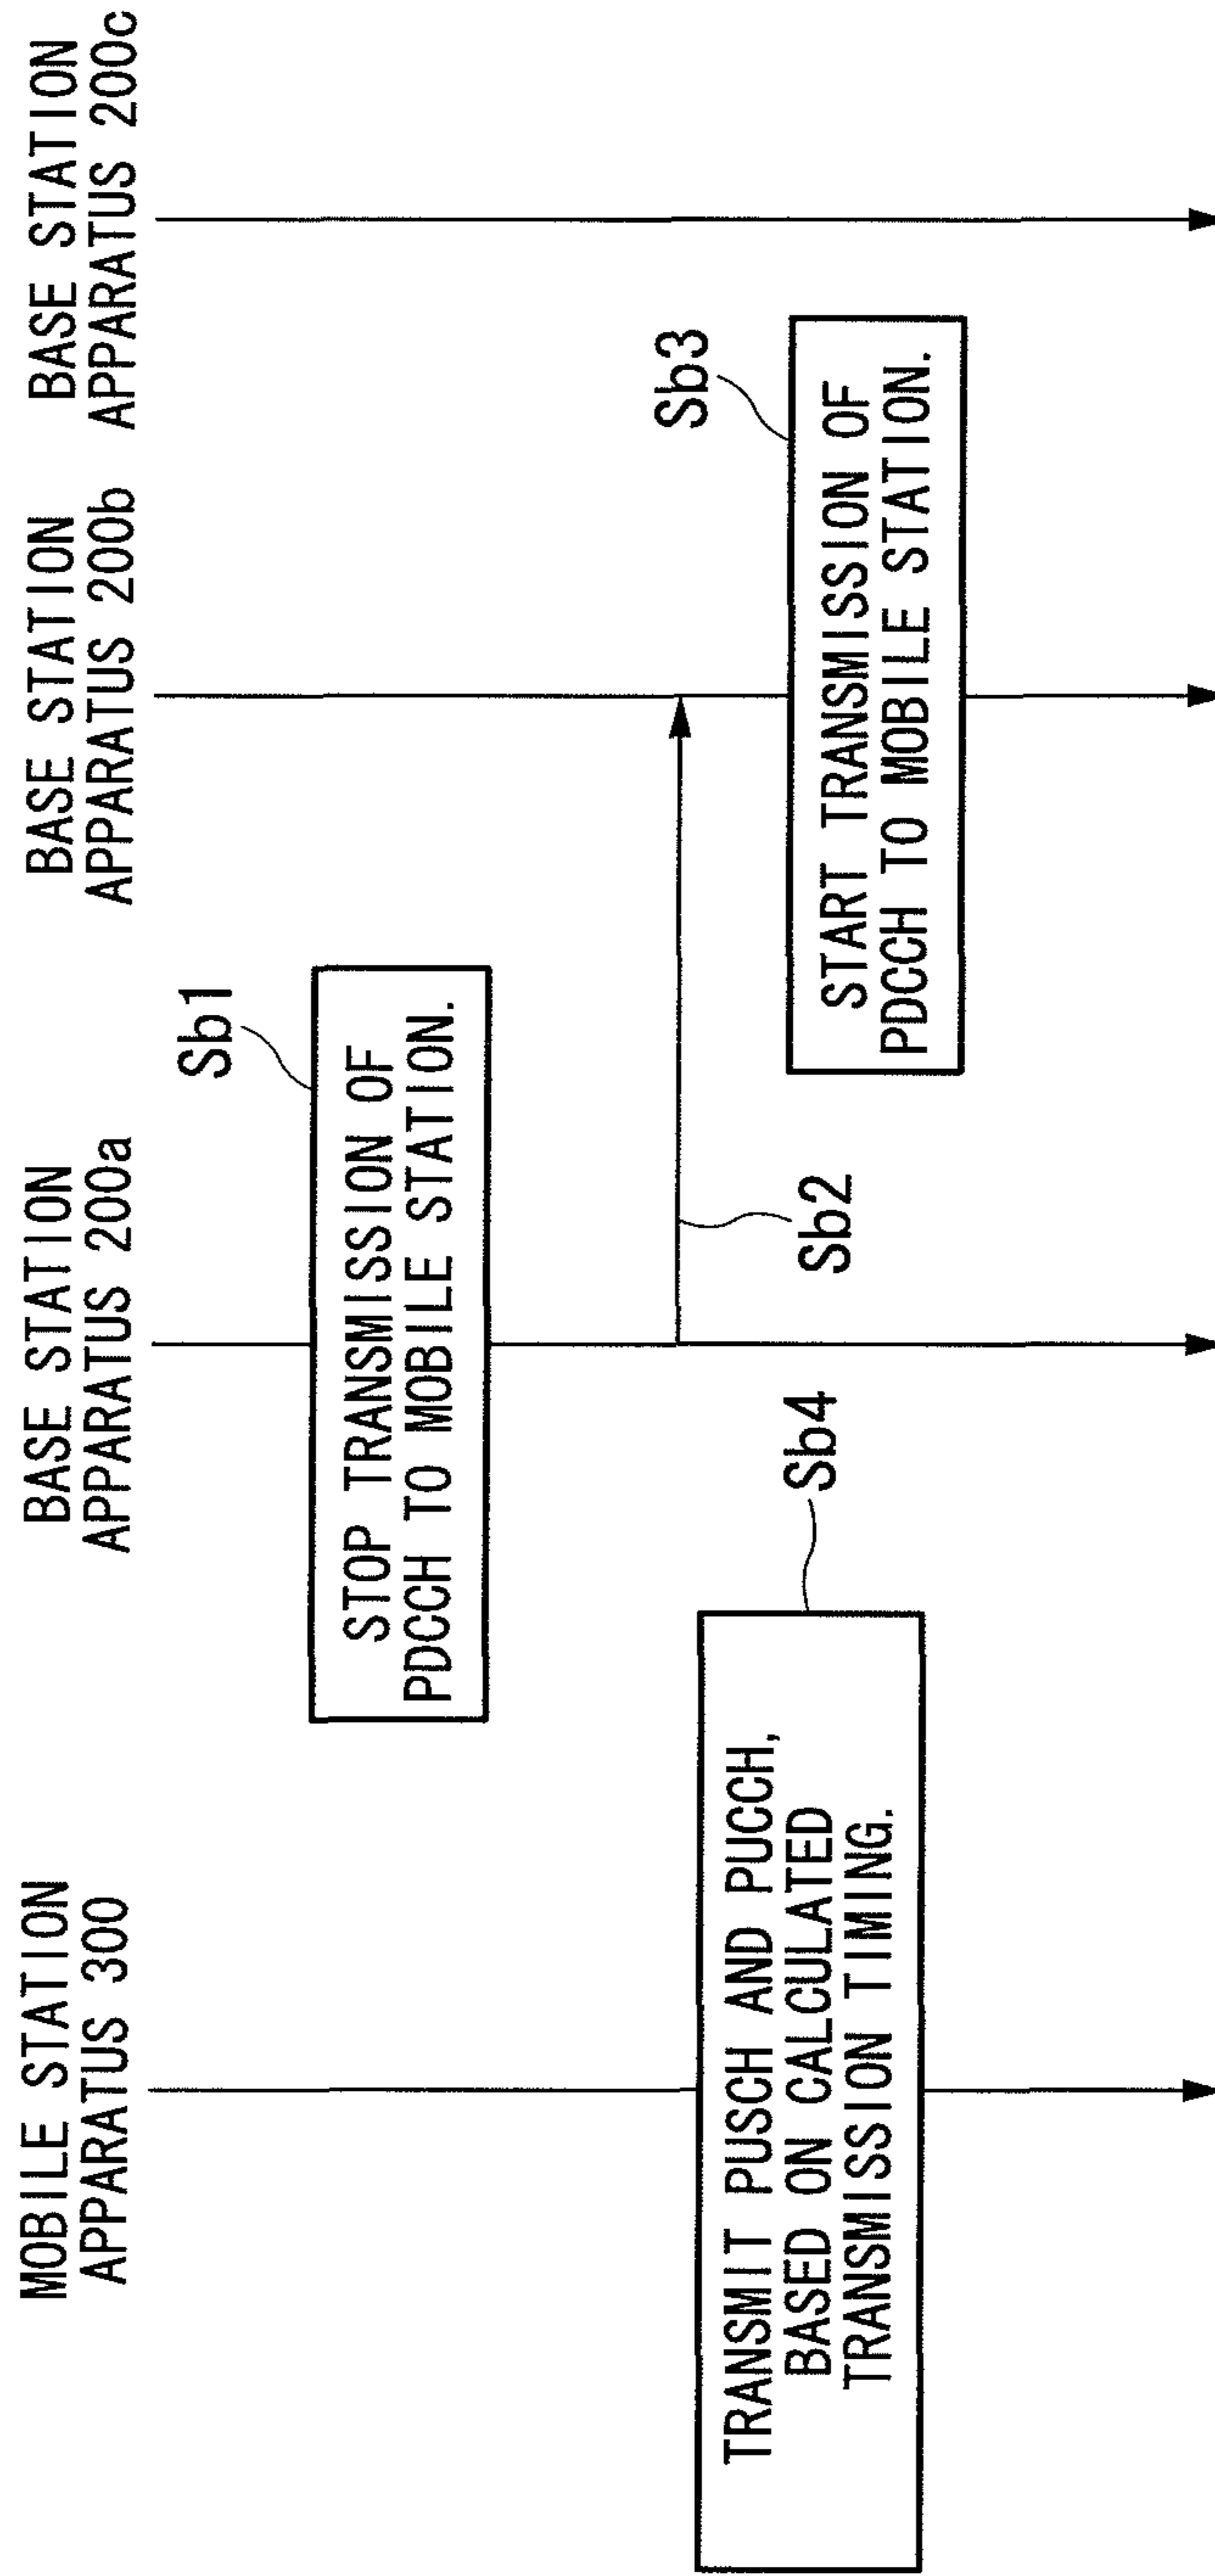 MOBILE STATION
APPARATUS 300
BASE STATION
APPARATUS 200a
BASE STATION
APPARATUS 200b
BASE STATION
APPARATUS 200c
Sb1
STOP TRANSMISSION OF
PDCCH TO MOBILE STATION.
Sb2
Sb3
START TRANSMISSION OF
PDCCH TO MOBILE STATION.
Sb4
TRANSMIT PUSCH AND PUCCH,
BASED ON CALCULATED
TRANSMISSION TIMING.